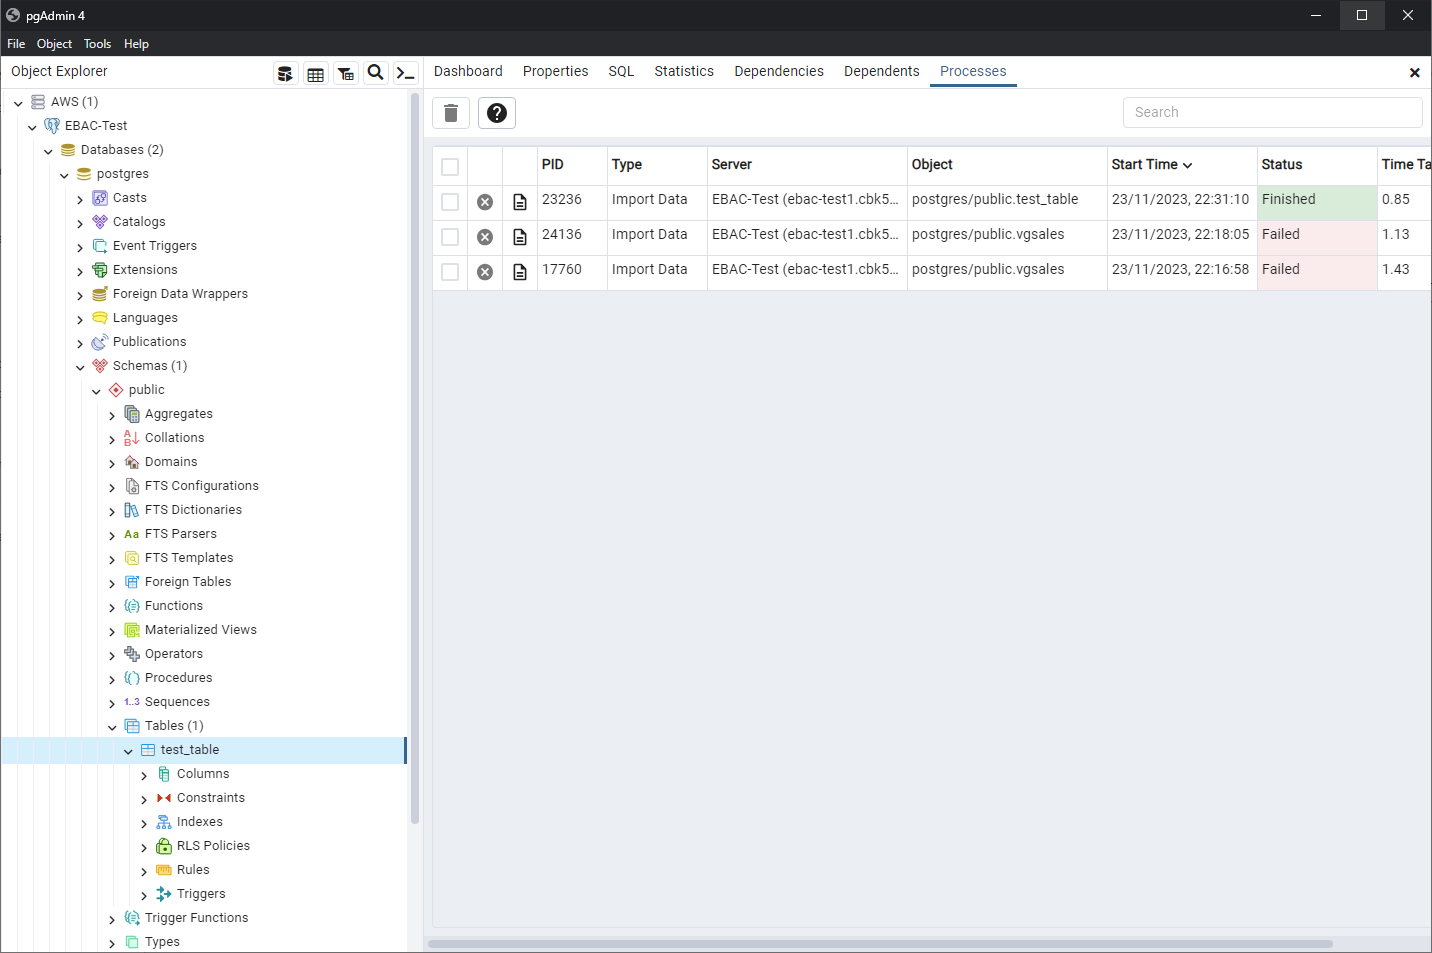 pgAdmin 4
File Object Tools Help
Object Explorer
Dashboard Properties SQL Statistics Dependencies Dependents Processes
Search
AWS (1)
EBAC-Test
Databases (2)
postgres
Casts
Catalogs
Event Triggers
Extensions
Foreign Data Wrappers
Languages
Publications
Schemas (1)
public
Aggregates
Collations
Domains
FTS Configurations
FTS Dictionaries
Aa FTS Parsers
FTS Templates
Foreign Tables
Functions
Materialized Views
Operators
Procedures
1..3 Sequences
Tables (1)
test_table
Columns
Constraints
Indexes
RLS Policies
Rules
Triggers
Trigger Functions
Types
PID Type Server Object Start Time Status Time Ta
23236 Import Data EBAC-Test (ebac-test1.cbk5... postgres/public.test_table 23/11/2023, 22:31:10 Finished 0.85
24136 Import Data EBAC-Test (ebac-test1.cbk5... postgres/public.vgsales 23/11/2023, 22:18:05 Failed 1.13
17760 Import Data EBAC-Test (ebac-test1.cbk5... postgres/public.vgsales 23/11/2023, 22:16:58 Failed 1.43